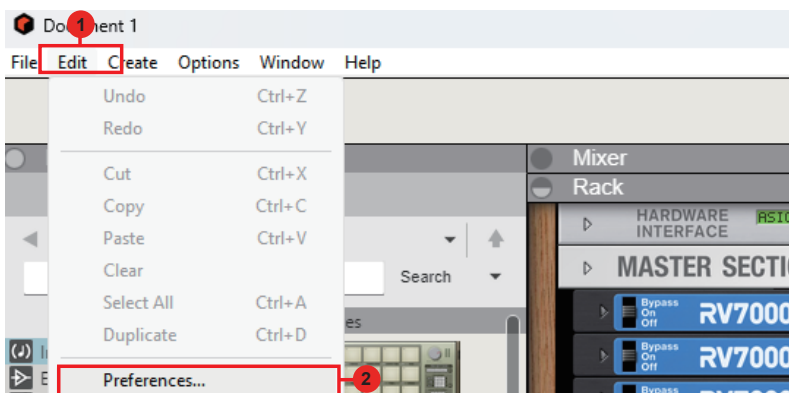 Document 1
1
File Edit Create Options Window Help
Undo Ctrl+Z
Redo Ctrl+Y
Cut Ctrl+X
Copy Ctrl+C
Paste Ctrl+V
Clear
Select All Ctrl+A
Duplicate Ctrl+D
Preferences...
2
Search
Mixer
Rack
HARDWARE
INTERFACE
MASTER
Bypass
On
Off
RV7000
Bypass
On
Off
RV7000
Bypass